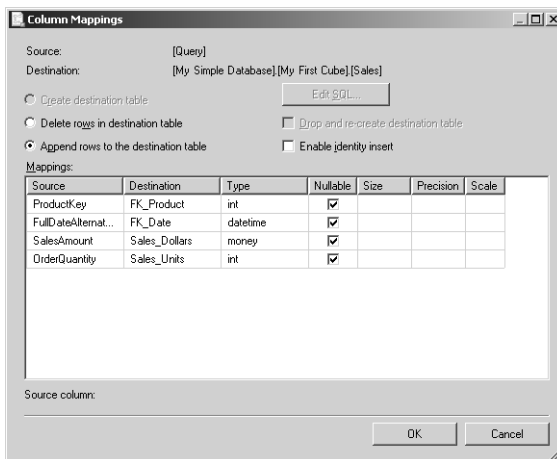 Column Mappings
Source: [Query]
Destination: [My Simple Database].[My First Cube].[Sales]
Create destination table Edit SQL...
Delete rows in destination table Drop and re-create destination table
Append rows to the destination table Enable identity insert
Mappings:
Source Destination Type Nullable Size Precision Scale
ProductKey FK_Product int
FullDateAlternat... FK_Date datetime
SalesAmount Sales_Dollars money
OrderQuantity Sales_Units int
Source column:
OK Cancel